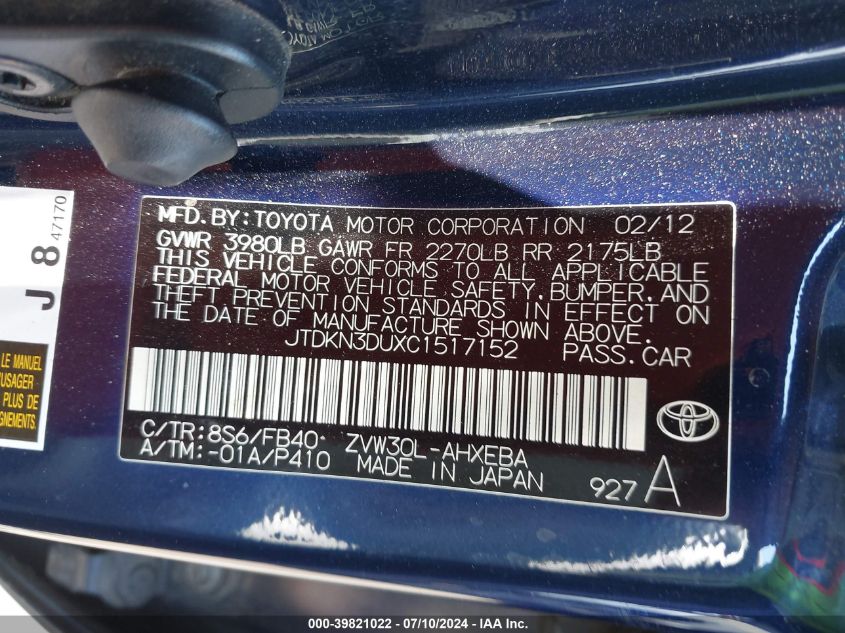 J 8
47170
LE MANUEL
D'USAGER
PLUS DE
MFD. BY: TOYOTA MOTOR CORPORATION 02/12
GVWR 3980LB GAWR FR 2270LB RR 2175LB
THIS VEHICLE CONFORMS TO ALL APPLICABLE
FEDERAL MOTOR VEHICLE SAFETY, BUMPER, AND
THEFT PREVENTION STANDARDS IN EFFECT ON
THE DATE OF MANUFACTURE SHOWN ABOVE.
JTDKN3DUXC1517152 PASS. CAR
C/TR: 8S6/FB40 ZVW30L-AHXEBA
A/TM: -01A/P410 MADE IN JAPAN
927 A
000-39821022 - 07/10/2024 - IAAI.COM